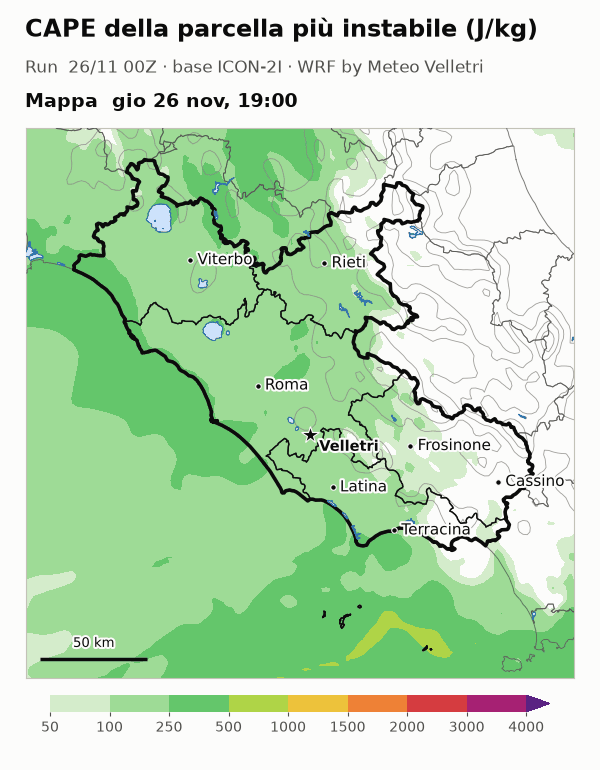 CAPE della parcella più instabile (J/kg)
Run  26/11 00Z · base ICON-2I · WRF by Meteo Velletri
Mappa  gio 26 nov, 19:00
Viterbo
Rieti
Roma
Velletri
Frosinone
Cassino
Latina
Terracina
50 km
50 100 250 500 1000 1500 2000 3000 4000